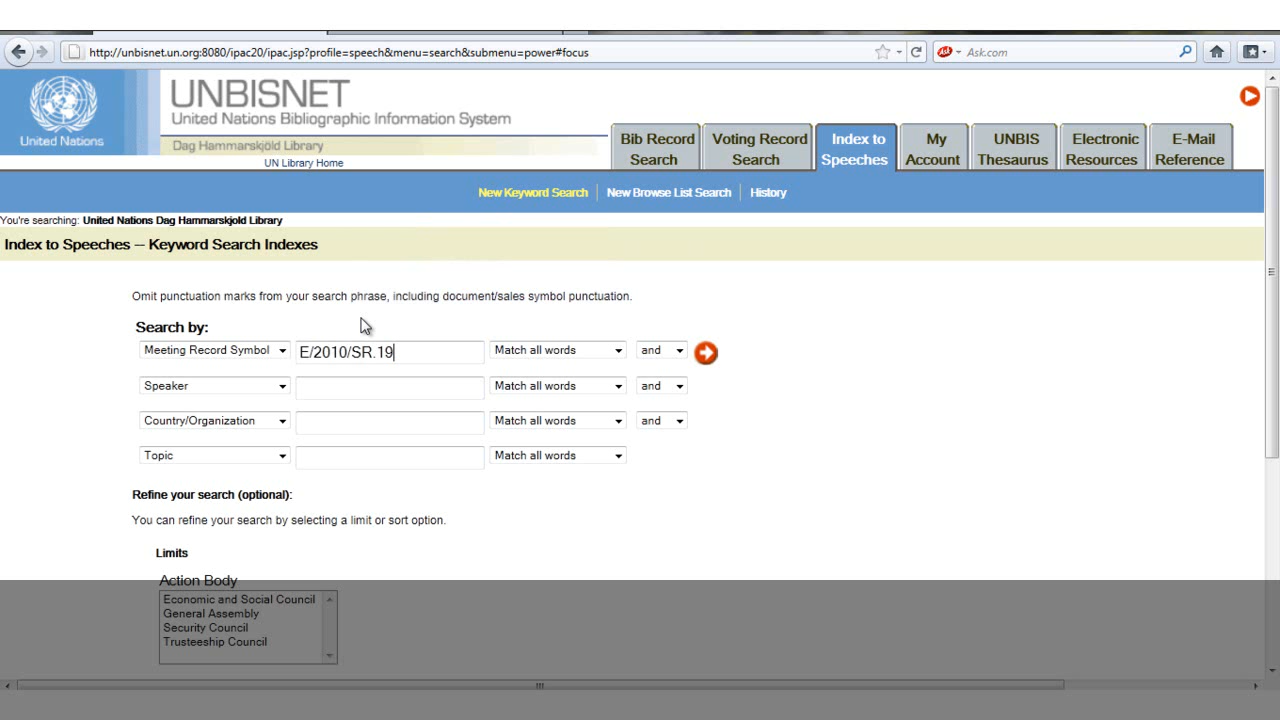 http://unbisnet.un.org:8080/ipac20/ipac.jsp?profile=speech&menu=search&submenu=power#focus
Ask.com
UNBISNET
United Nations Bibliographic Information System
United Nations
Dag Hammarskjöld Library
UN Library Home
Bib Record Search
Voting Record Search
Index to Speeches
My Account
UNBIS Thesaurus
Electronic Resources
E-Mail Reference
New Keyword Search New Browse List Search History
You're searching: United Nations Dag Hammarskjold Library
Index to Speeches – Keyword Search Indexes
Omit punctuation marks from your search phrase, including document/sales symbol punctuation.
Search by:
Meeting Record Symbol E/2010/SR.19 Match all words and
Speaker Match all words and
Country/Organization Match all words and
Topic Match all words
Refine your search (optional):
You can refine your search by selecting a limit or sort option.
Limits
Action Body
Economic and Social Council
General Assembly
Security Council
Trusteeship Council